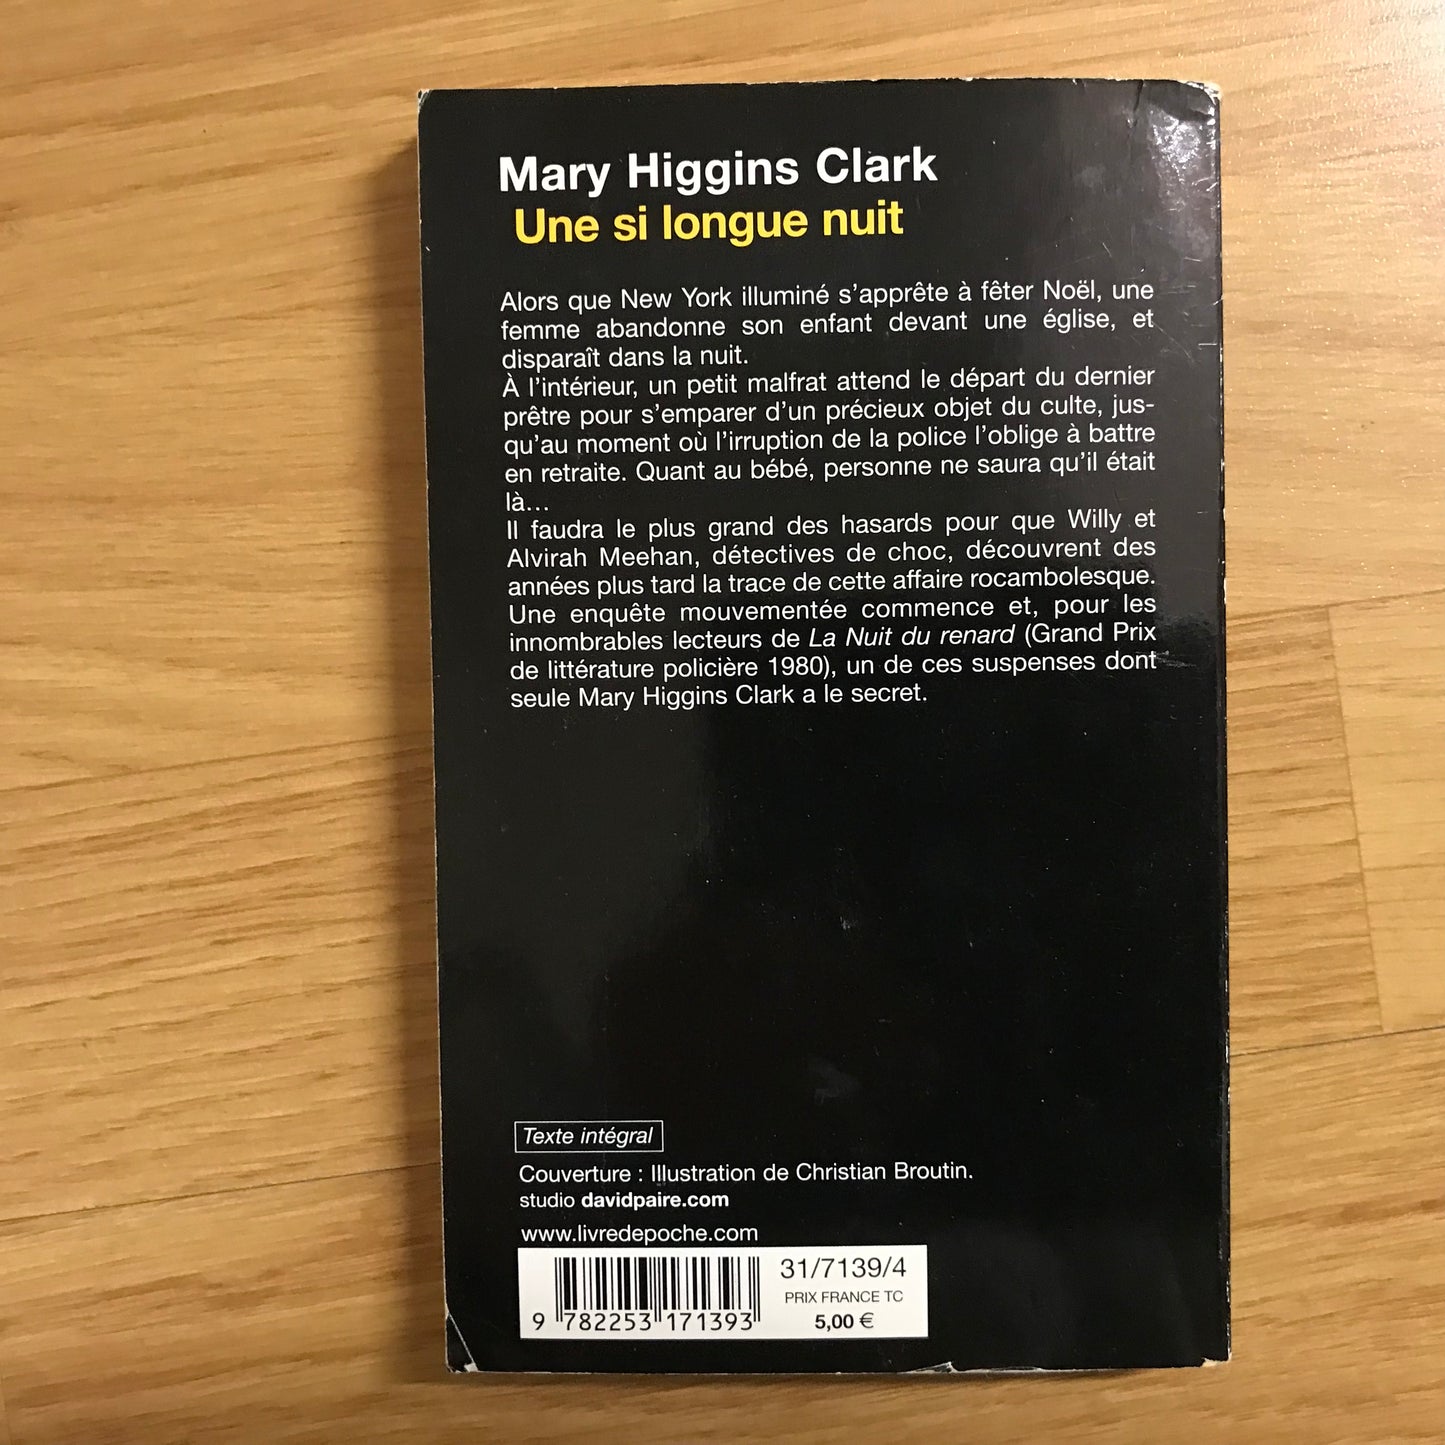 Mary Higgins Clark
Une si longue nuit
Alors que New York illuminé s'apprête à fêter Noël, une
femme abandonne son enfant devant une église, et
disparaît dans la nuit.
À l'intérieur, un petit malfrat attend le départ du dernier
prêtre pour s'emparer d'un précieux objet du culte, jus-
qu'au moment où l'irruption de la police l'oblige à battre
en retraite. Quant au bébé, personne ne saura qu'il était
là...
Il faudra le plus grand des hasards pour que Willy et
Alvirah Meehan, détectives de choc, découvrent des
années plus tard la trace de cette affaire rocambolesque.
Une enquête mouvementée commence et, pour les
innombrables lecteurs de La Nuit du renard (Grand Prix
de littérature policière 1980), un de ces suspenses dont
seule Mary Higgins Clark a le secret.
Texte intégral
Couverture : Illustration de Christian Broutin.
studio davidpaire.com
www.livredepoche.com
31/7139/4
PRIX FRANCE TC
5,00 €
9 782253 171393